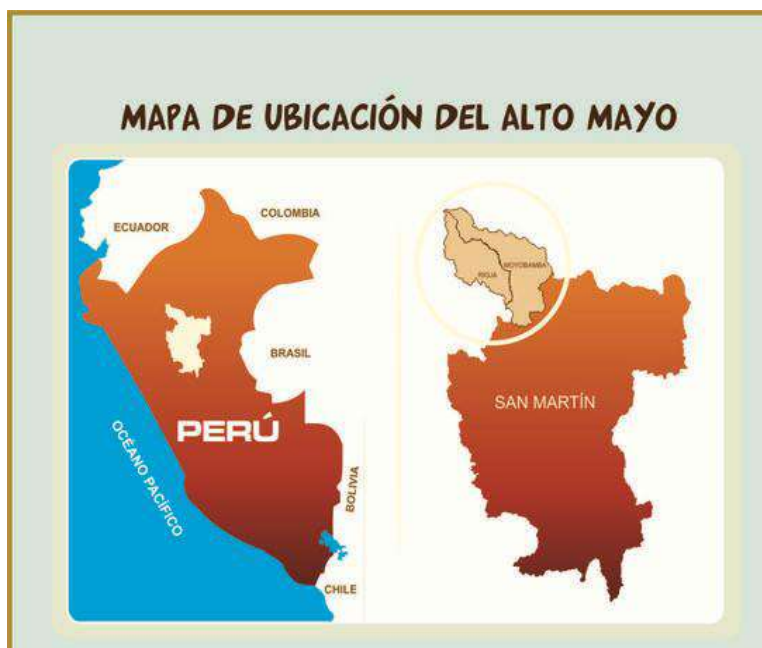 MAPA DE UBICACIÓN DEL ALTO MAYO
ECUADOR
COLOMBIA
BRASIL
PERÚ
OCÉANO PACÍFICO
BOLIVIA
CHILE
RIOJA
MOYOBAMBA
SAN MARTÍN